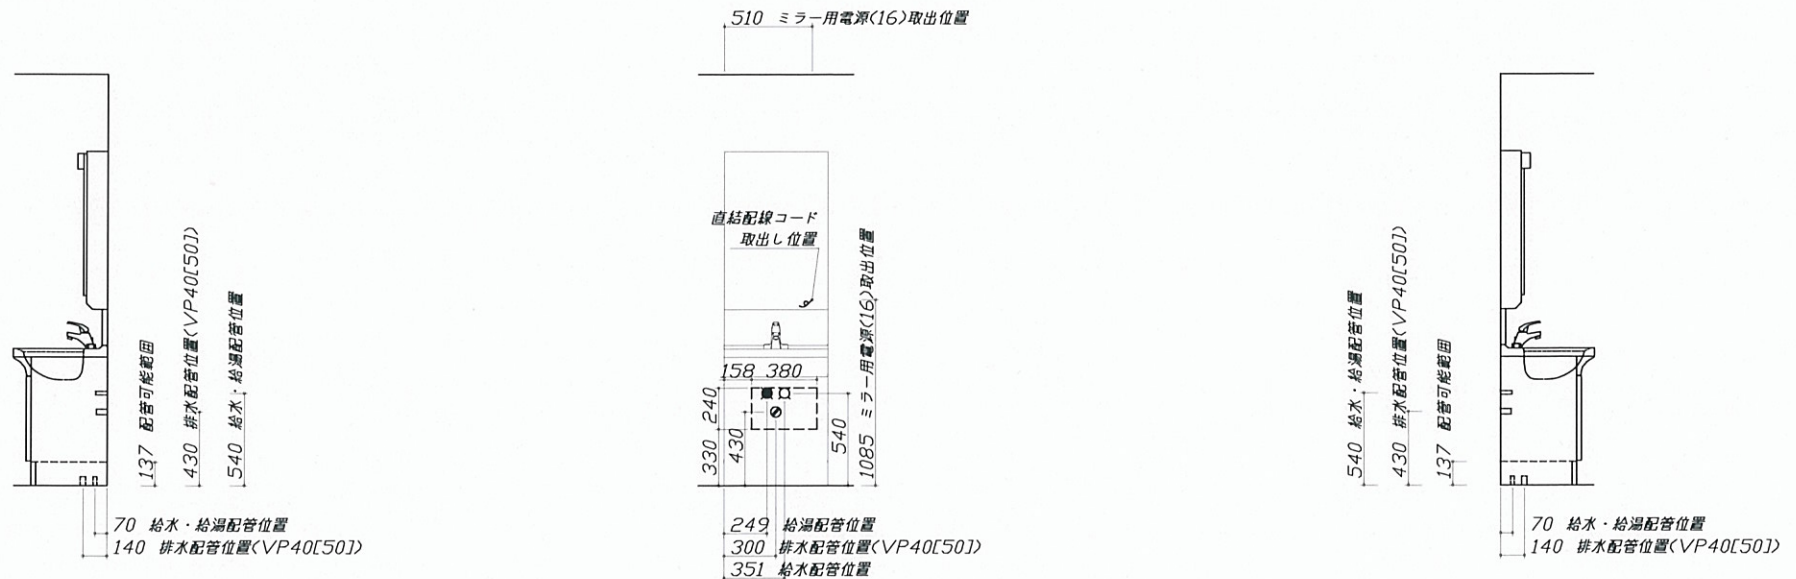 510 ミラー用電源(16)取出位置
直結配線コード
取出し位置
137 配管可能範囲
430 排水配管位置(VP40[50])
540 給水・給湯配管位置
70 給水・給湯配管位置
140 排水配管位置(VP40[50])
158 380
240
330
430
540
1085 ミラー用電源(16)取出位置
249 給湯配管位置
300 排水配管位置(VP40[50])
351 給水配管位置
540 給水・給湯配管位置
430 排水配管位置(VP40[50])
137 配管可能範囲
70 給水・給湯配管位置
140 排水配管位置(VP40[50])